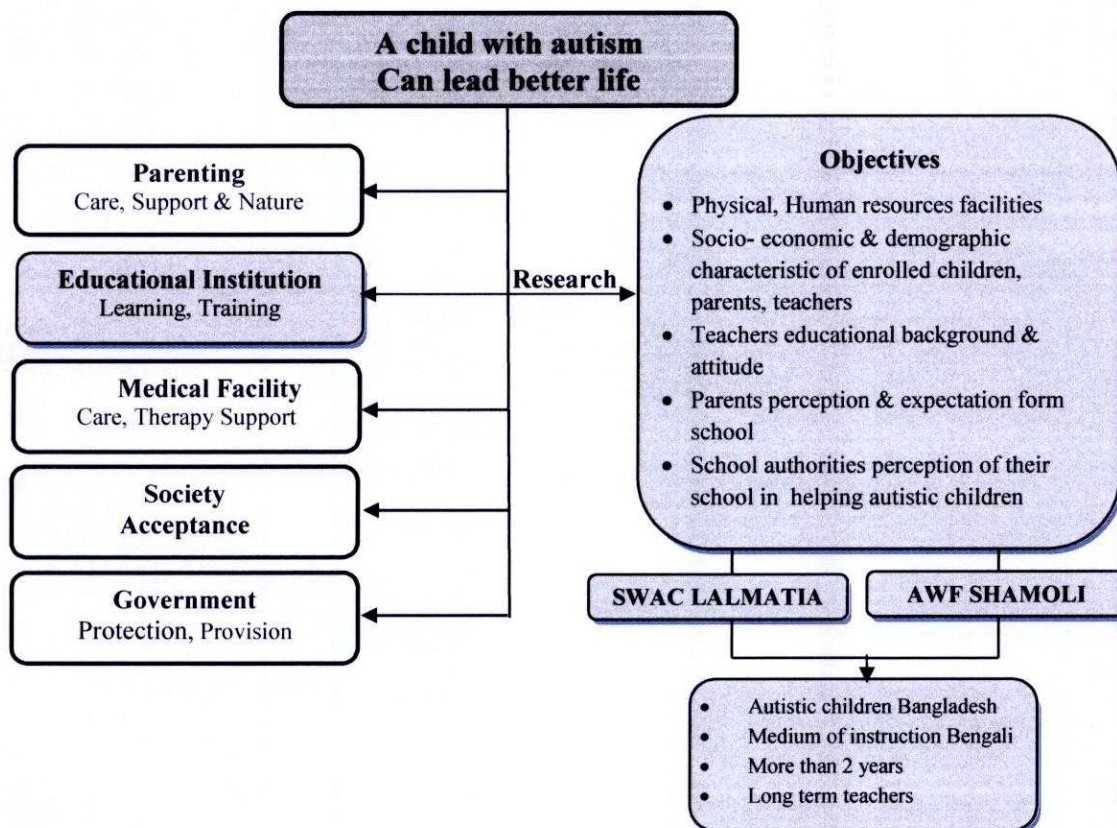 A child with autism
Can lead better life
Parenting
Care, Support & Nature
Educational Institution
Learning, Training
Medical Facility
Care, Therapy Support
Society
Acceptance
Government
Protection, Provision
Research
Objectives
• Physical, Human resources facilities
• Socio- economic & demographic
characteristic of enrolled children,
parents, teachers
• Teachers educational background &
attitude
• Parents perception & expectation form
school
• School authorities perception of their
school in helping autistic children
SWAC LALMATIA
AWF SHAMOLI
• Autistic children Bangladesh
• Medium of instruction Bengali
• More than 2 years
• Long term teachers